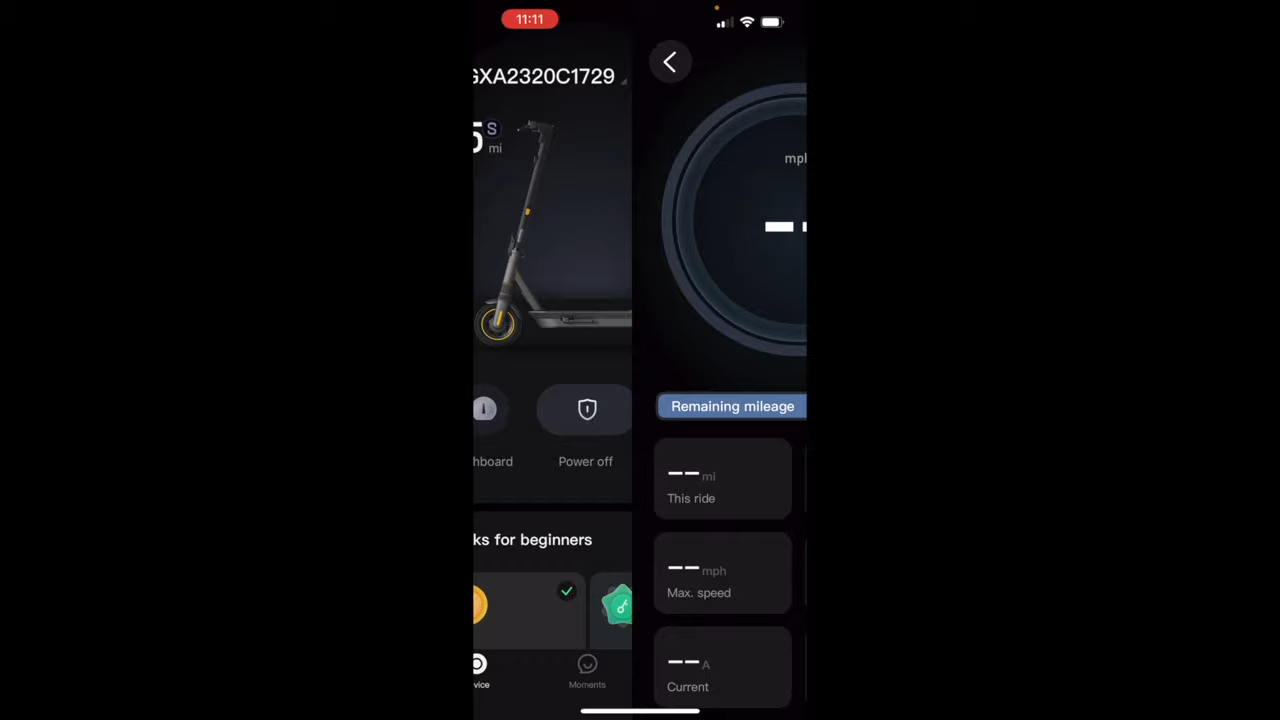 11:11
GXA2320C1729
5 S
mi
hboard
Power off
ks for beginners
vice
Moments
mph
--
Remaining mileage
-- mi
This ride
-- mph
Max. speed
-- A
Current